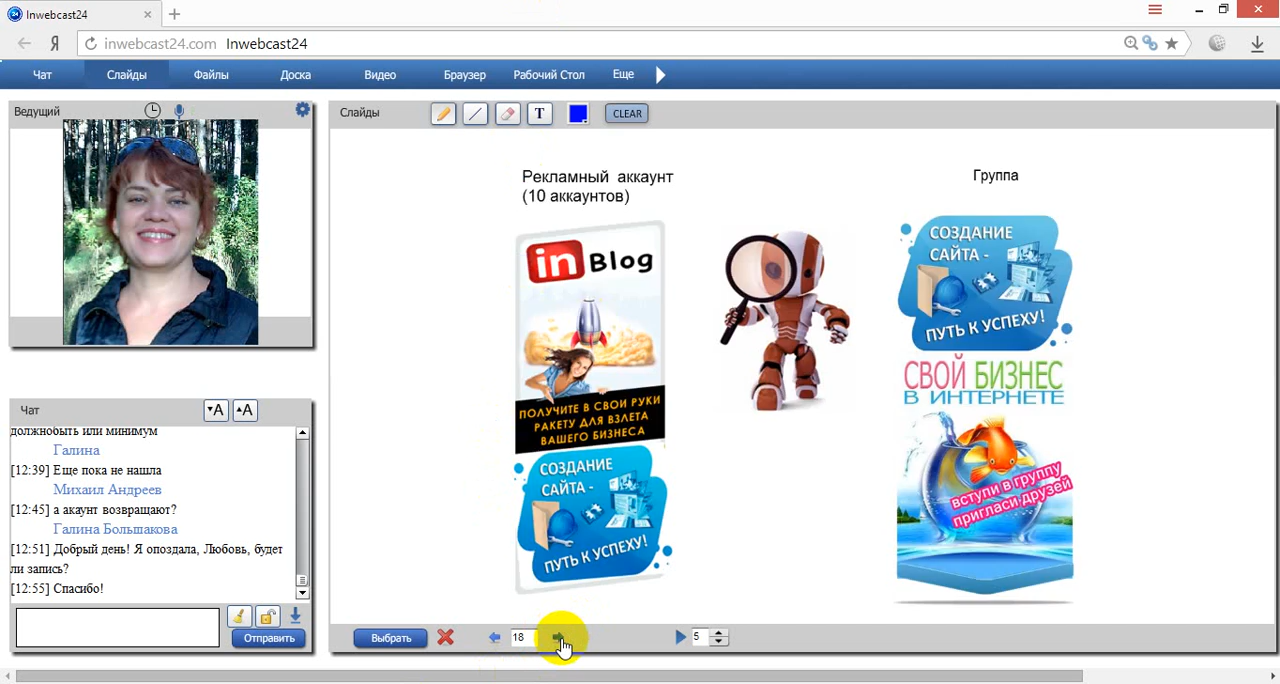 Inwebcast24
Я
inwebcast24.com Inwebcast24
Чат Слайды Файлы Доска Видео Браузер Рабочий Стол Еще
Ведущий
Чат
▾A ▴A
должнобыть или минимум
Галина
[12:39] Еще пока не нашла
Михаил Андреев
[12:45] а акаунт возвращают?
Галина Большакова
[12:51] Добрый день! Я опоздала, Любовь, будет
ли запись?
[12:55] Спасибо!
Отправить
Слайды
T
CLEAR
Рекламный аккаунт
(10 аккаунтов)
in Blog
ПОЛУЧИТЕ В СВОИ РУКИ
РАКЕТУ ДЛЯ ВЗЛЕТА
ВАШЕГО БИЗНЕСА
СОЗДАНИЕ
САЙТА -
ПУТЬ К УСПЕХУ!
Группа
СОЗДАНИЕ
САЙТА -
ПУТЬ К УСПЕХУ!
СВОЙ БИЗНЕС
В ИНТЕРНЕТЕ
вступи в группу
пригласи друзей
Выбрать
18
5